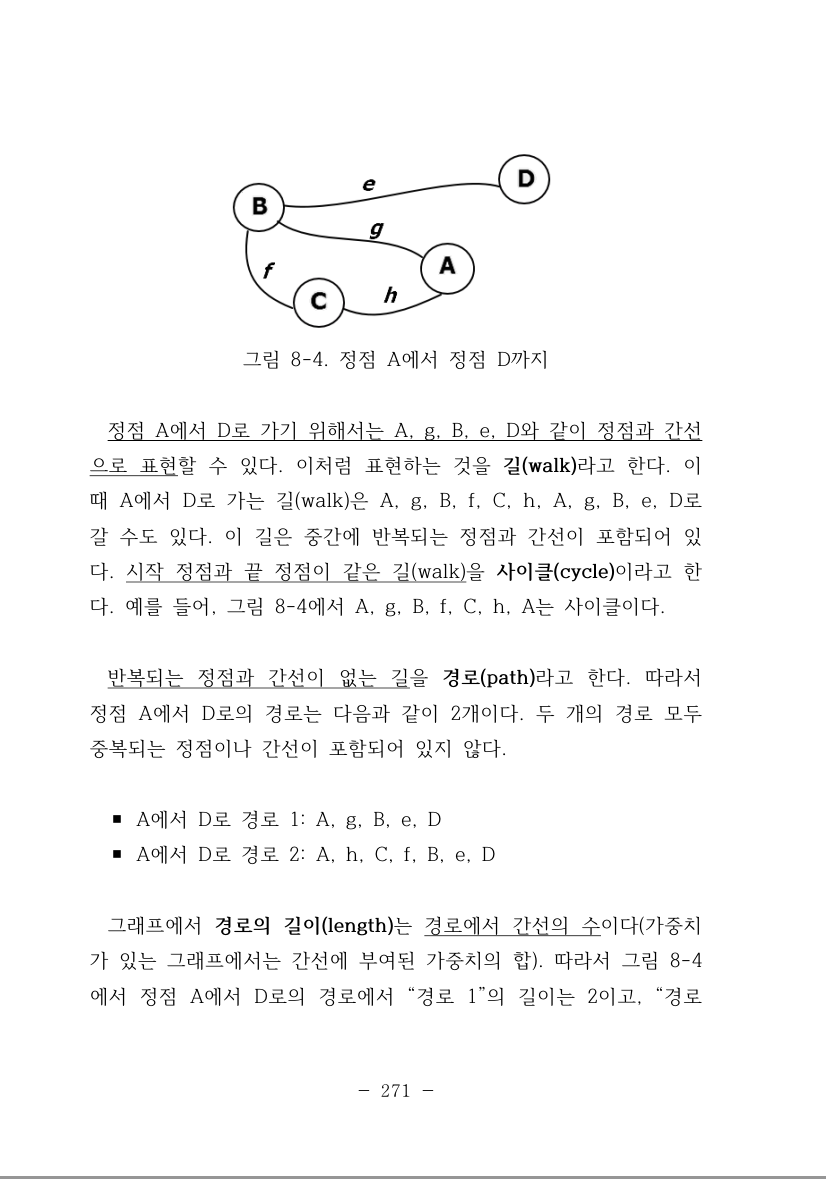 e
D
B
g
A
f
C
h
그림 8-4. 정점 A에서 정점 D까지
정점 A에서 D로 가기 위해서는 A, g, B, e, D와 같이 정점과 간선
으로 표현할 수 있다. 이처럼 표현하는 것을 길(walk)라고 한다. 이
때 A에서 D로 가는 길(walk)은 A, g, B, f, C, h, A, g, B, e, D로
갈 수도 있다. 이 길은 중간에 반복되는 정점과 간선이 포함되어 있
다. 시작 정점과 끝 정점이 같은 길(walk)을 사이클(cycle)이라고 한
다. 예를 들어, 그림 8-4에서 A, g, B, f, C, h, A는 사이클이다.
반복되는 정점과 간선이 없는 길을 경로(path)라고 한다. 따라서
정점 A에서 D로의 경로는 다음과 같이 2개이다. 두 개의 경로 모두
중복되는 정점이나 간선이 포함되어 있지 않다.
▪ A에서 D로 경로 1: A, g, B, e, D
▪ A에서 D로 경로 2: A, h, C, f, B, e, D
그래프에서 경로의 길이(length)는 경로에서 간선의 수이다(가중치
가 있는 그래프에서는 간선에 부여된 가중치의 합). 따라서 그림 8-4
에서 정점 A에서 D로의 경로에서 “경로 1”의 길이는 2이고, “경로
- 271 -